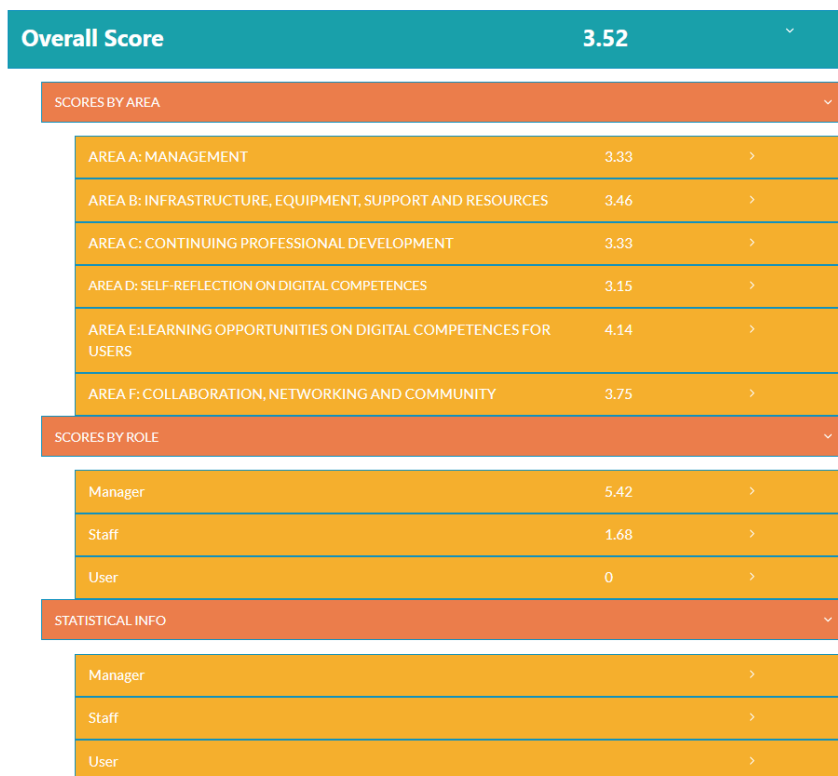 Overall Score 3.52
SCORES BY AREA
AREA A: MANAGEMENT 3.33
AREA B: INFRASTRUCTURE, EQUIPMENT, SUPPORT AND RESOURCES 3.46
AREA C: CONTINUING PROFESSIONAL DEVELOPMENT 3.33
AREA D: SELF-REFLECTION ON DIGITAL COMPETENCES 3.15
AREA E:LEARNING OPPORTUNITIES ON DIGITAL COMPETENCES FOR 4.14
USERS
AREA F: COLLABORATION, NETWORKING AND COMMUNITY 3.75
SCORES BY ROLE
Manager 5.42
Staff 1.68
User 0
STATISTICAL INFO
Manager
Staff
User